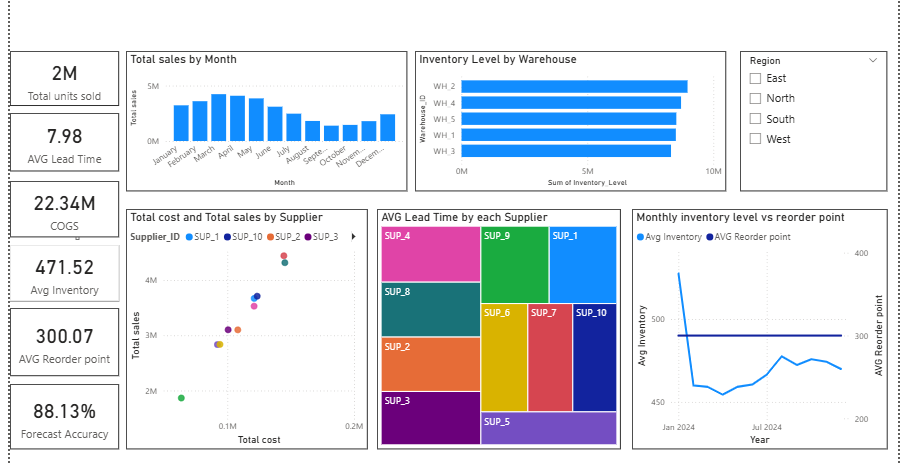 2M
Total units sold
7.98
AVG Lead Time
22.34M
COGS
471.52
Avg Inventory
300.07
AVG Reorder point
88.13%
Forecast Accuracy
Total sales by Month
Total sales
5M
0M
January
February
March
April
May
June
July
August
Septe...
October
Novem...
Decem...
Month
Inventory Level by Warehouse
Warehouse_ID
WH_2
WH_4
WH_5
WH_1
WH_3
0M 5M 10M
Sum of Inventory_Level
Region
East
North
South
West
Total cost and Total sales by Supplier
Supplier_ID SUP_1 SUP_10 SUP_2 SUP_3
Total sales
4M
3M
2M
0.1M 0.2M
Total cost
AVG Lead Time by each Supplier
SUP_4
SUP_8
SUP_2
SUP_3
SUP_9
SUP_1
SUP_6
SUP_7
SUP_10
SUP_5
Monthly inventory level vs reorder point
Avg Inventory AVG Reorder point
Avg Inventory
500
450
400
300
200
AVG Reorder point
Jan 2024 Jul 2024
Year